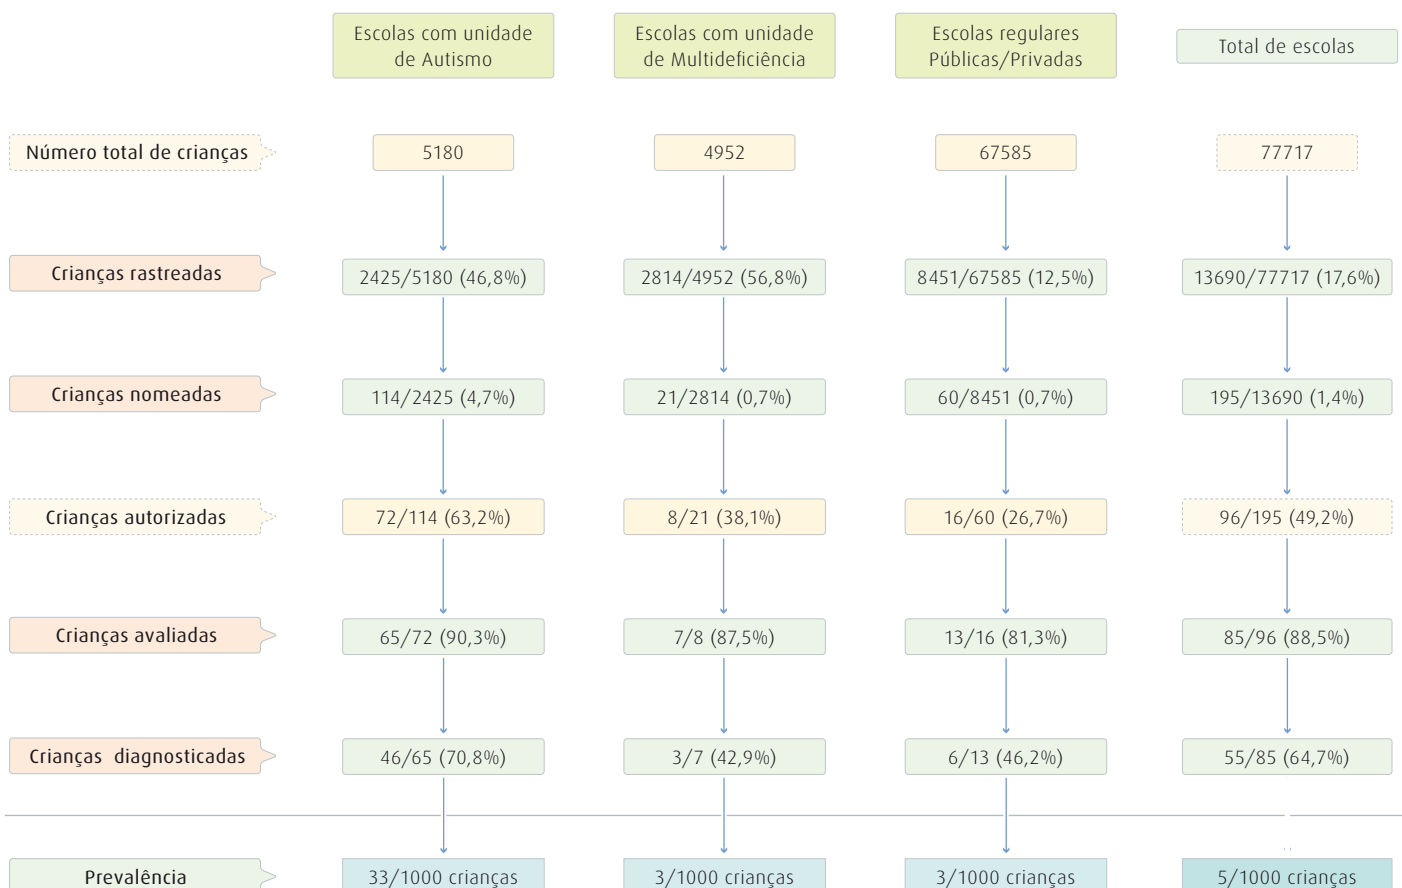 Escolas com unidade
de Autismo
Escolas com unidade
de Multideficiência
Escolas regulares
Públicas/Privadas
Total de escolas
Número total de crianças
5180
4952
67585
77717
Crianças rastreadas
2425/5180 (46,8%)
2814/4952 (56,8%)
8451/67585 (12,5%)
13690/77717 (17,6%)
Crianças nomeadas
114/2425 (4,7%)
21/2814 (0,7%)
60/8451 (0,7%)
195/13690 (1,4%)
Crianças autorizadas
72/114 (63,2%)
8/21 (38,1%)
16/60 (26,7%)
96/195 (49,2%)
Crianças avaliadas
65/72 (90,3%)
7/8 (87,5%)
13/16 (81,3%)
85/96 (88,5%)
Crianças diagnosticadas
46/65 (70,8%)
3/7 (42,9%)
6/13 (46,2%)
55/85 (64,7%)
Prevalência
33/1000 crianças
3/1000 crianças
3/1000 crianças
5/1000 crianças